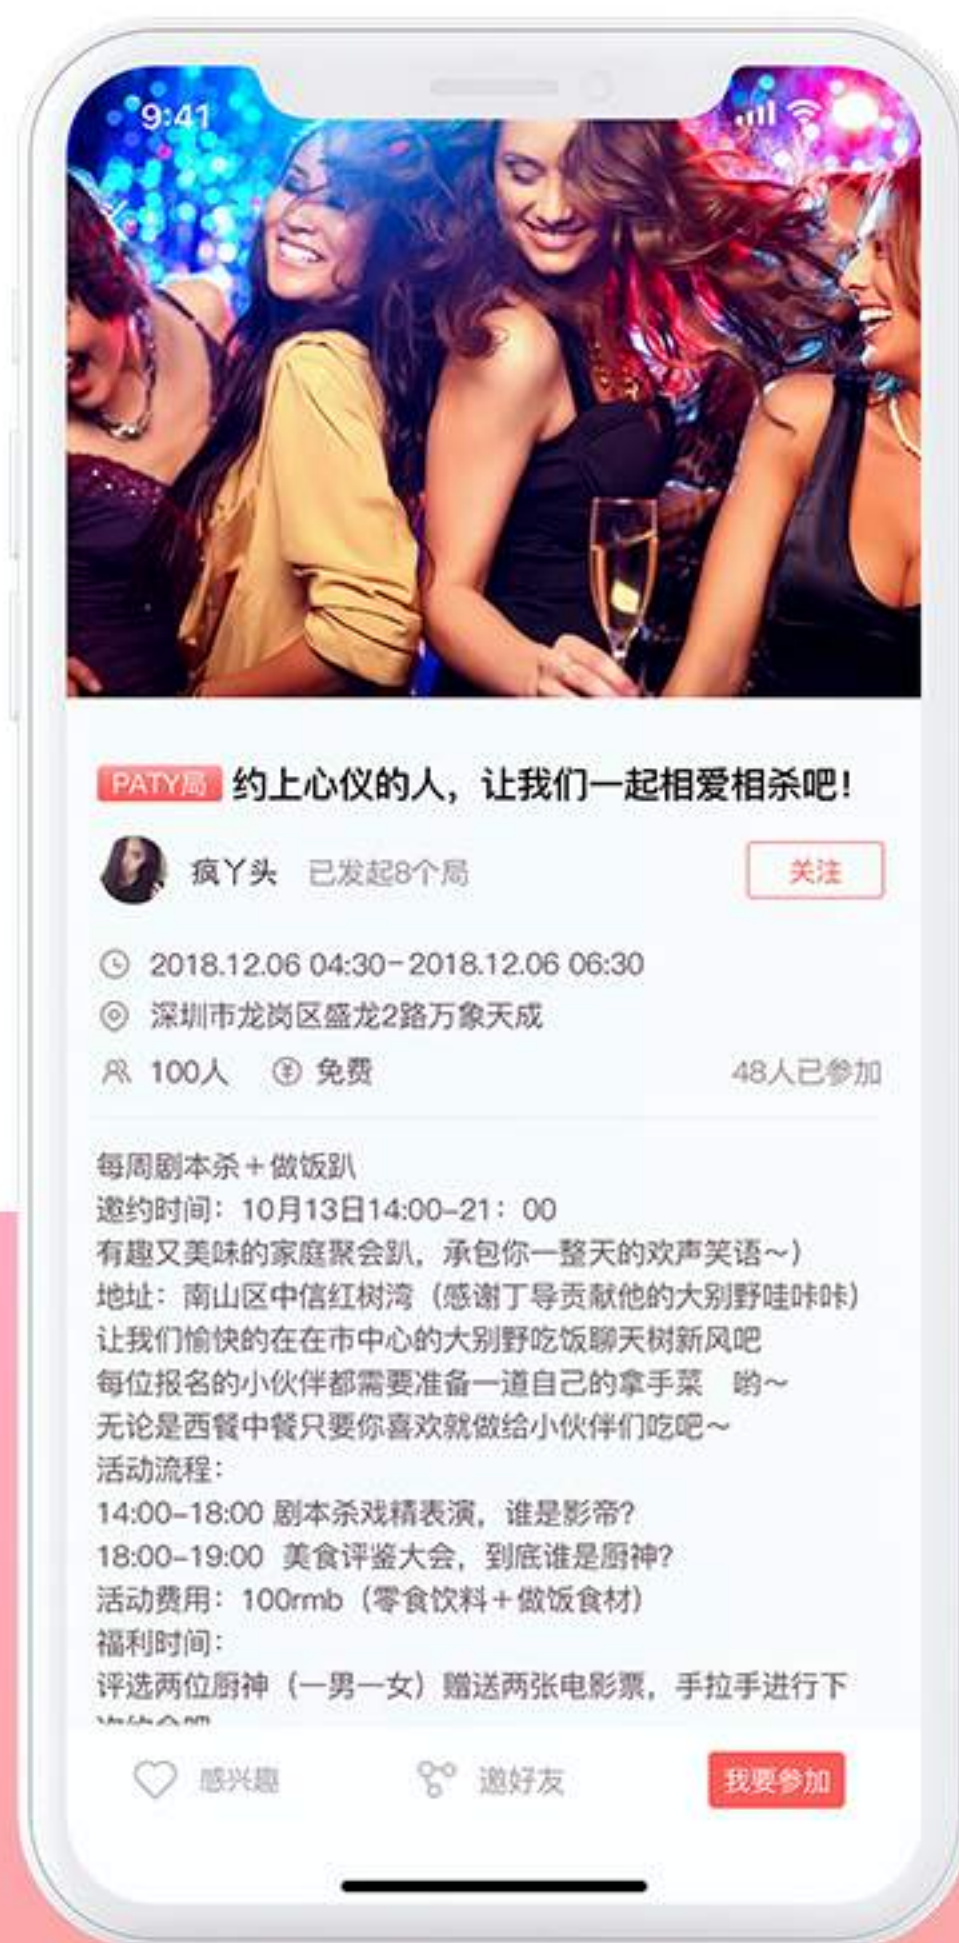 9:41
PATY局 约上心仪的人，让我们一起相爱相杀吧！
疯丫头 已发起8个局 关注
2018.12.06 04:30-2018.12.06 06:30
深圳市龙岗区盛龙2路万象天成
100人 免费 48人已参加
每周剧本杀+做饭趴
邀约时间：10月13日14:00-21：00
有趣又美味的家庭聚会趴，承包你一整天的欢声笑语~）
地址：南山区中信红树湾（感谢丁导贡献他的大别野哇咔咔）
让我们愉快的在在市中心的大别野吃饭聊天树新风吧
每位报名的小伙伴都需要准备一道自己的拿手菜 哟~
无论是西餐中餐只要你喜欢就做给小伙伴们吃吧~
活动流程：
14:00-18:00 剧本杀戏精表演，谁是影帝？
18:00-19:00 美食评鉴大会，到底谁是厨神？
活动费用：100rmb（零食饮料+做饭食材）
福利时间：
评选两位厨神（一男一女）赠送两张电影票，手拉手进行下
感兴趣 邀好友 我要参加